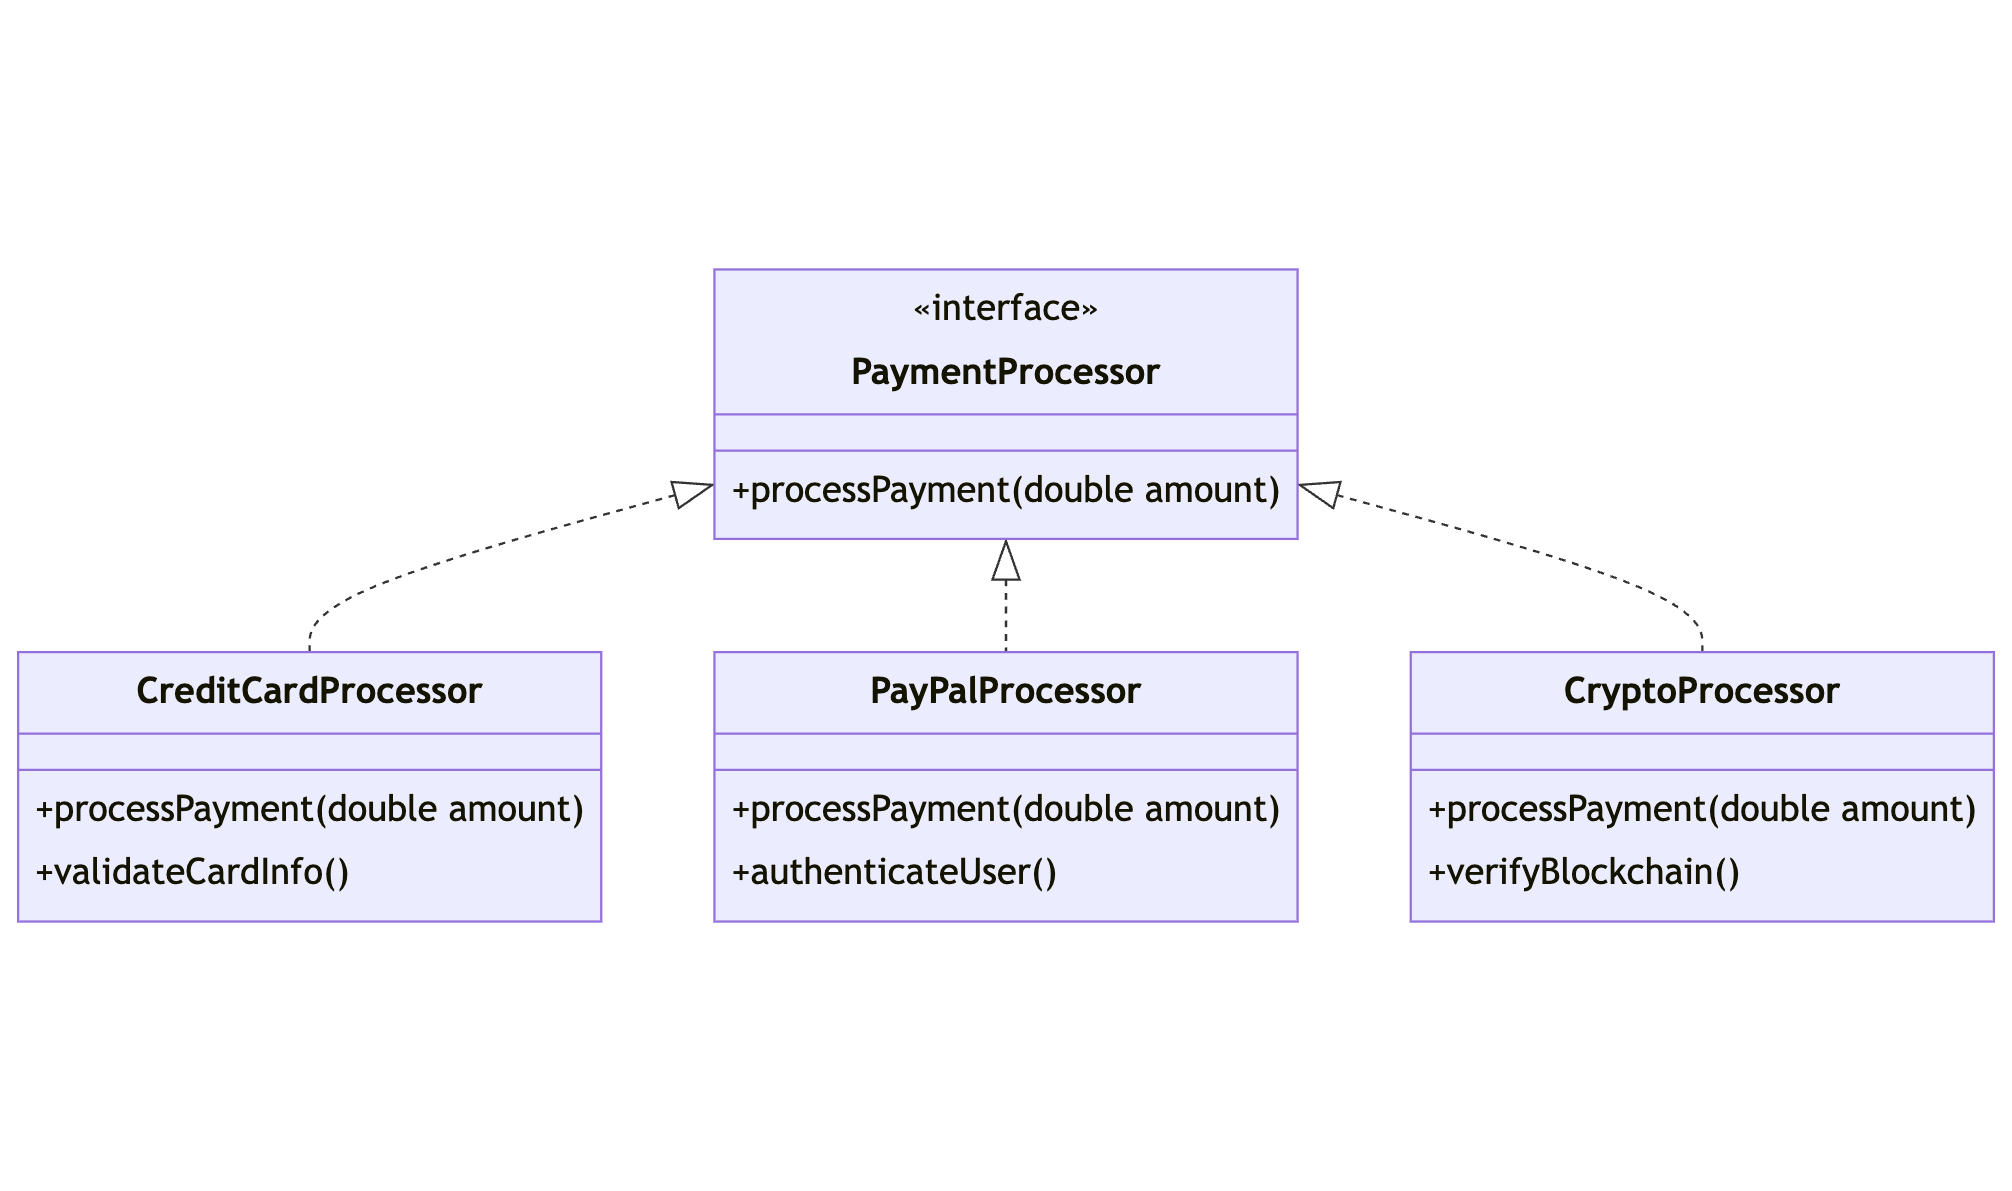 «interface»
PaymentProcessor
+processPayment(double amount)
CreditCardProcessor
+processPayment(double amount)
+validateCardInfo()
PayPalProcessor
+processPayment(double amount)
+authenticateUser()
CryptoProcessor
+processPayment(double amount)
+verifyBlockchain()